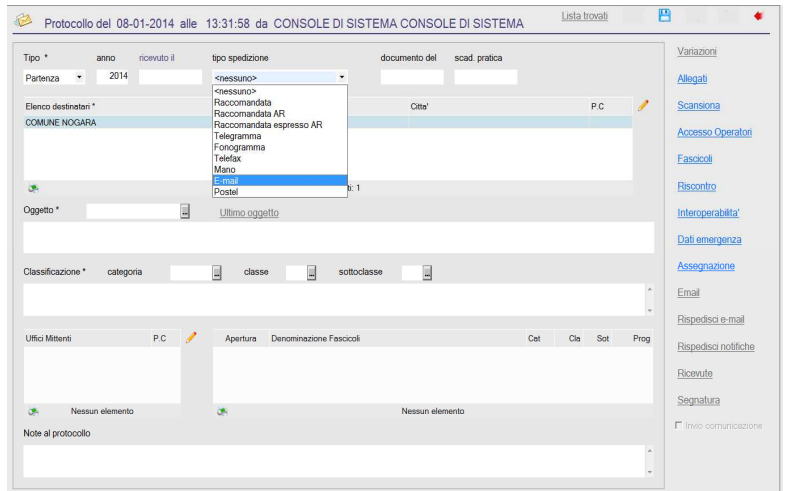 Protocollo del 08-01-2014 alle 13:31:58 da CONSOLE DI SISTEMA CONSOLE DI SISTEMA
Lista trovati
Tipo * anno ricevuto il tipo spedizione documento del scad. pratica
Partenza 2014 <nessuno>
<nessuno>
Raccomandata
Raccomandata AR
Raccomandata espresso AR
Telegramma
Fonogramma
Telefax
Mano
E-mail
Postel
Elenco destinatari * Citta' P.C
COMUNE NOGARA
ti: 1
Oggetto * ... Ultimo oggetto
Classificazione * categoria ... classe ... sottoclasse ...
Uffici Mittenti P.C
Nessun elemento
Apertura Denominazione Fascicoli Cat Cla Sot Prog
Nessun elemento
Note al protocollo
Variazioni
Allegati
Scansiona
Accesso Operatori
Fascicoli
Riscontro
Interoperabilita'
Dati emergenza
Assegnazione
Email
Rispedisci e-mail
Rispedisci notifiche
Ricevute
Segnatura
Invio comunicazione